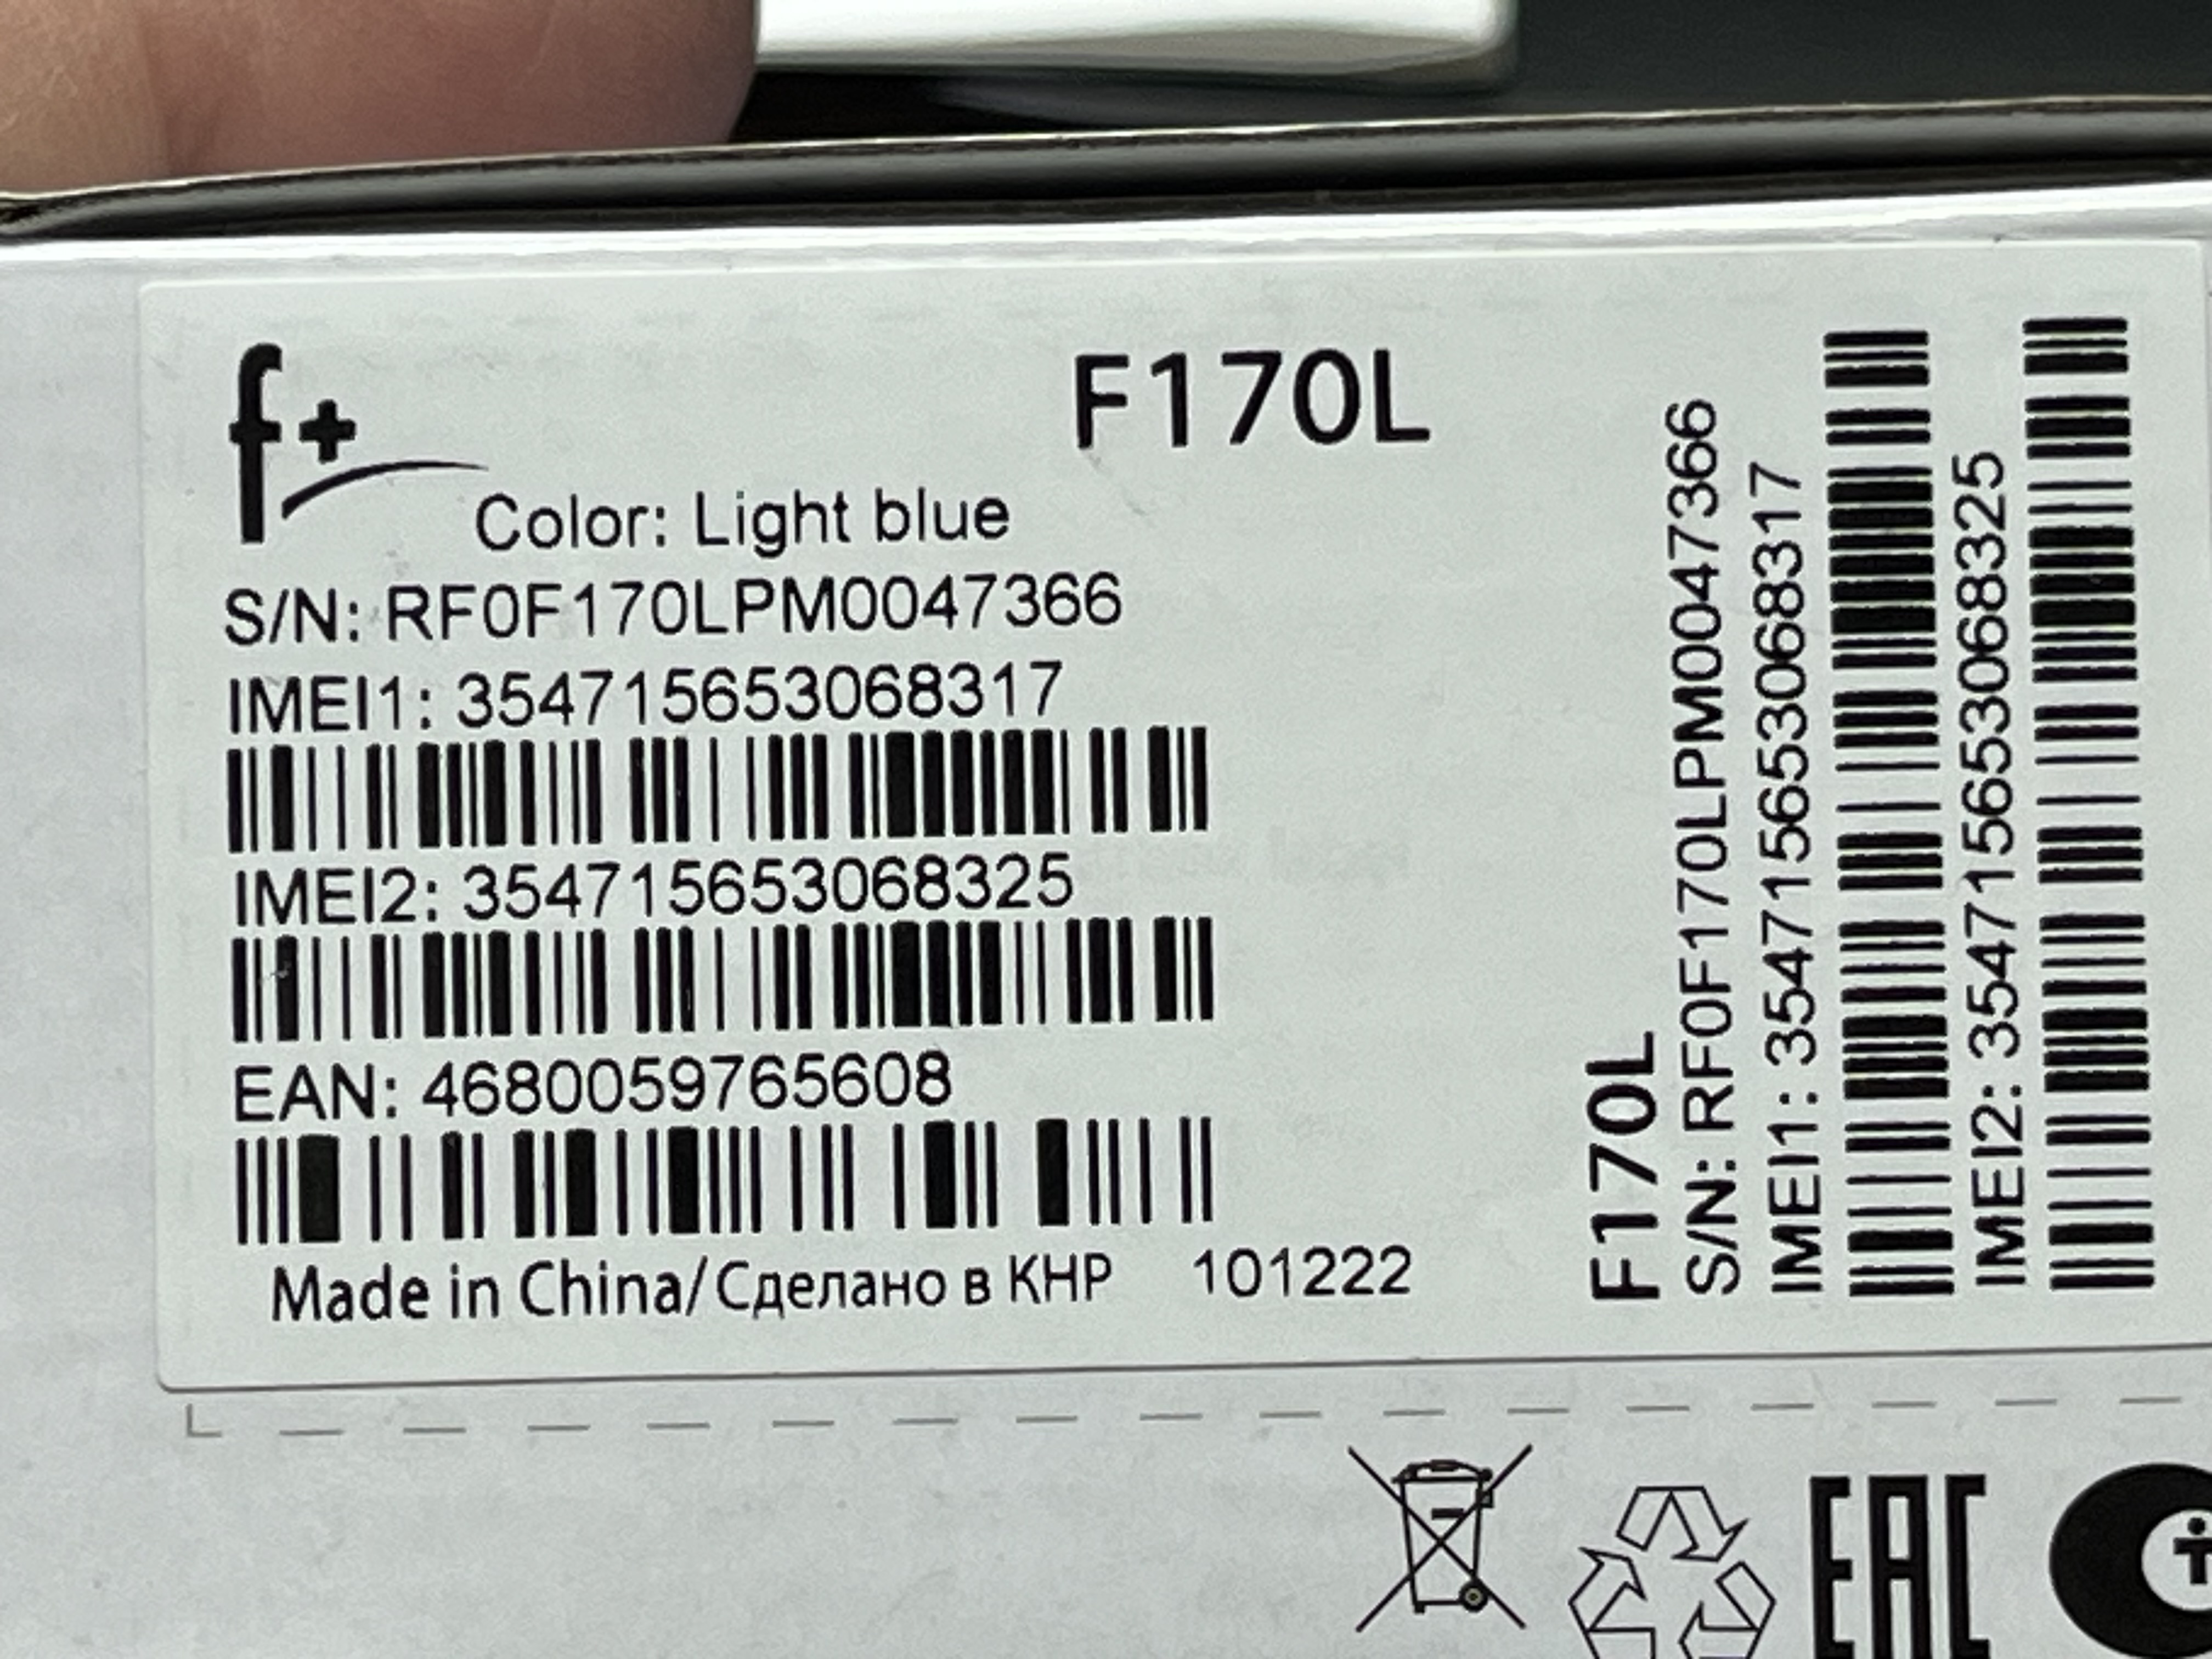 f+
F170L
Color: Light blue
S/N: RF0F170LPM0047366
IMEI1: 354715653068317
IMEI2: 354715653068325
EAN: 4680059765608
Made in China/Сделано в КНР 101222
F170L
S/N: RF0F170LPM0047366
IMEI1: 354715653068317
IMEI2: 354715653068325
EAC